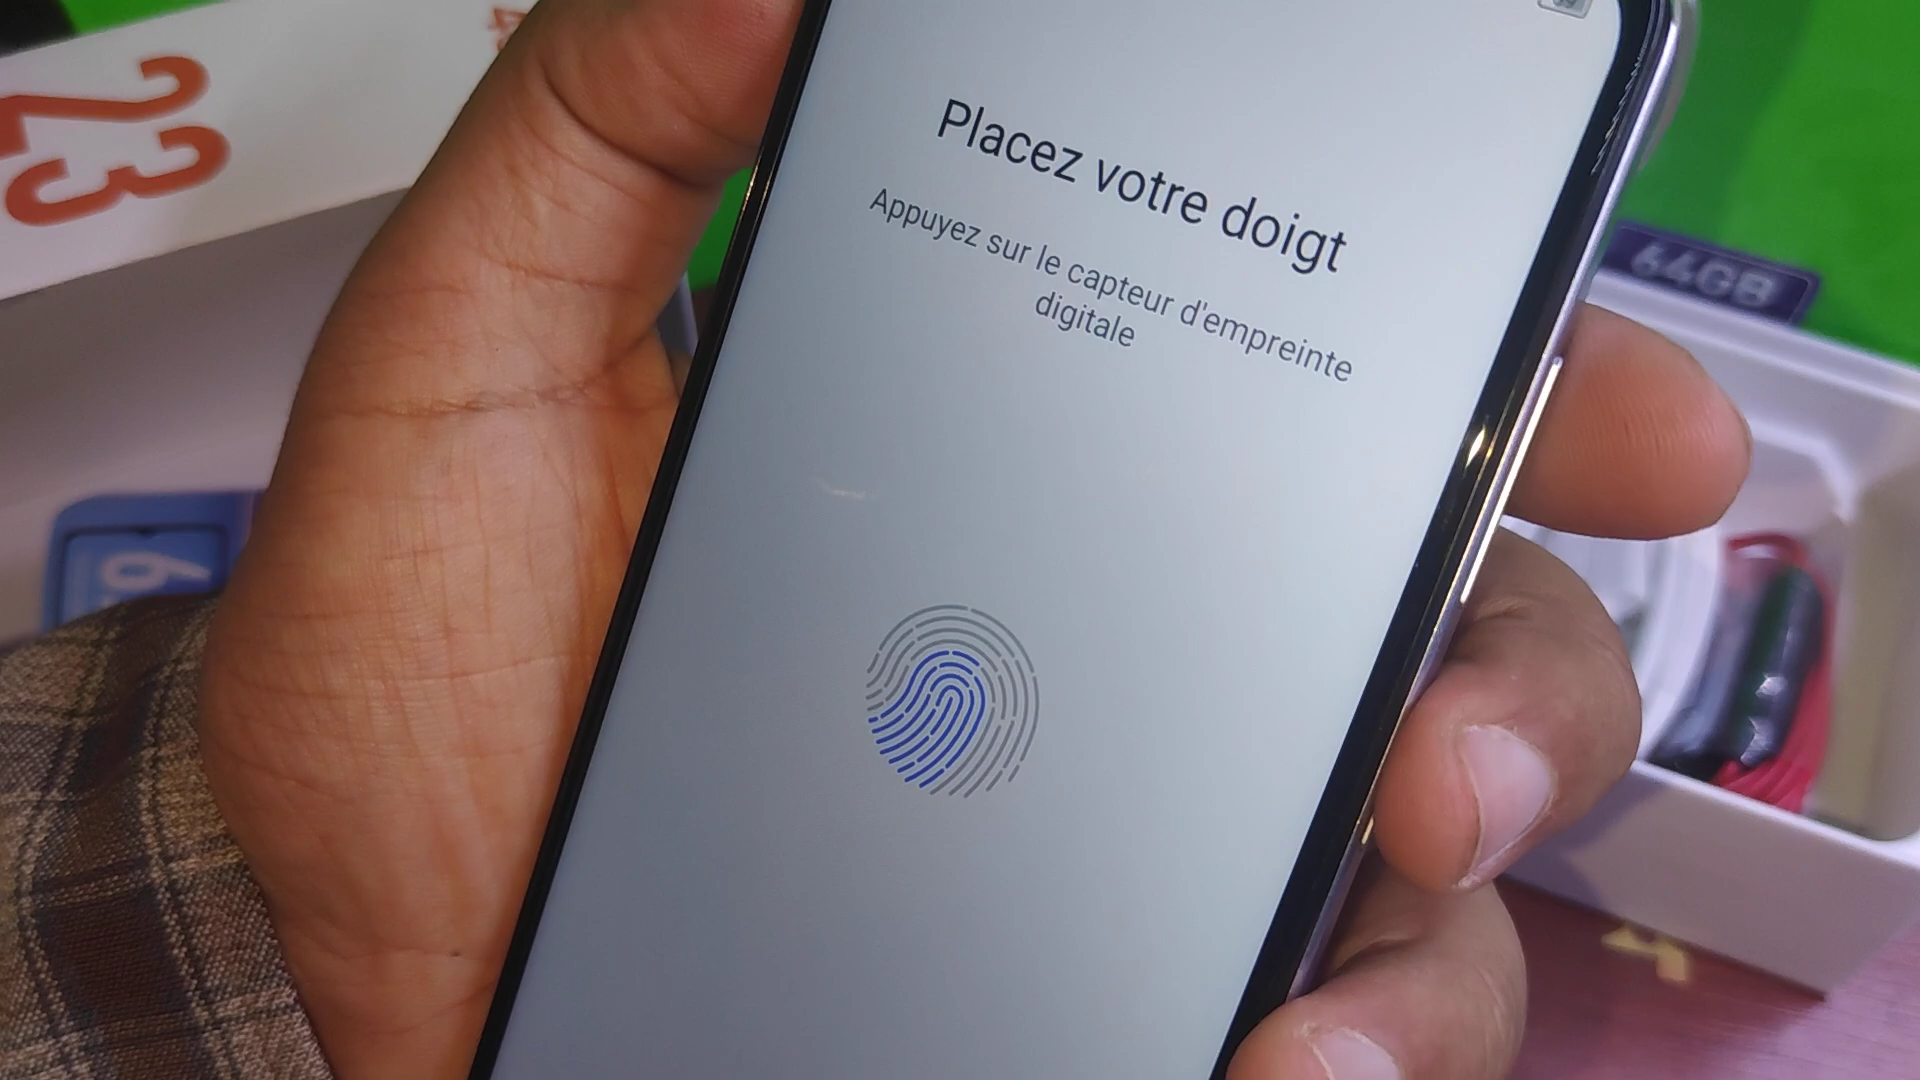 Placez votre doigt
Appuyez sur le capteur d'empreinte
digitale
64GB
23